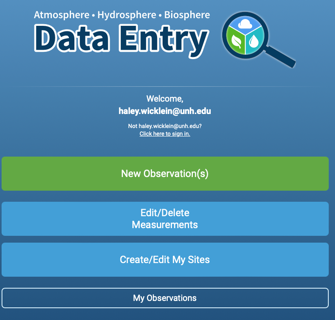 Atmosphere • Hydrosphere • Biosphere
Data Entry
Welcome,
haley.wicklein@unh.edu
Not haley.wicklein@unh.edu?
Click here to sign in.
New Observation(s)
Edit/Delete
Measurements
Create/Edit My Sites
My Observations